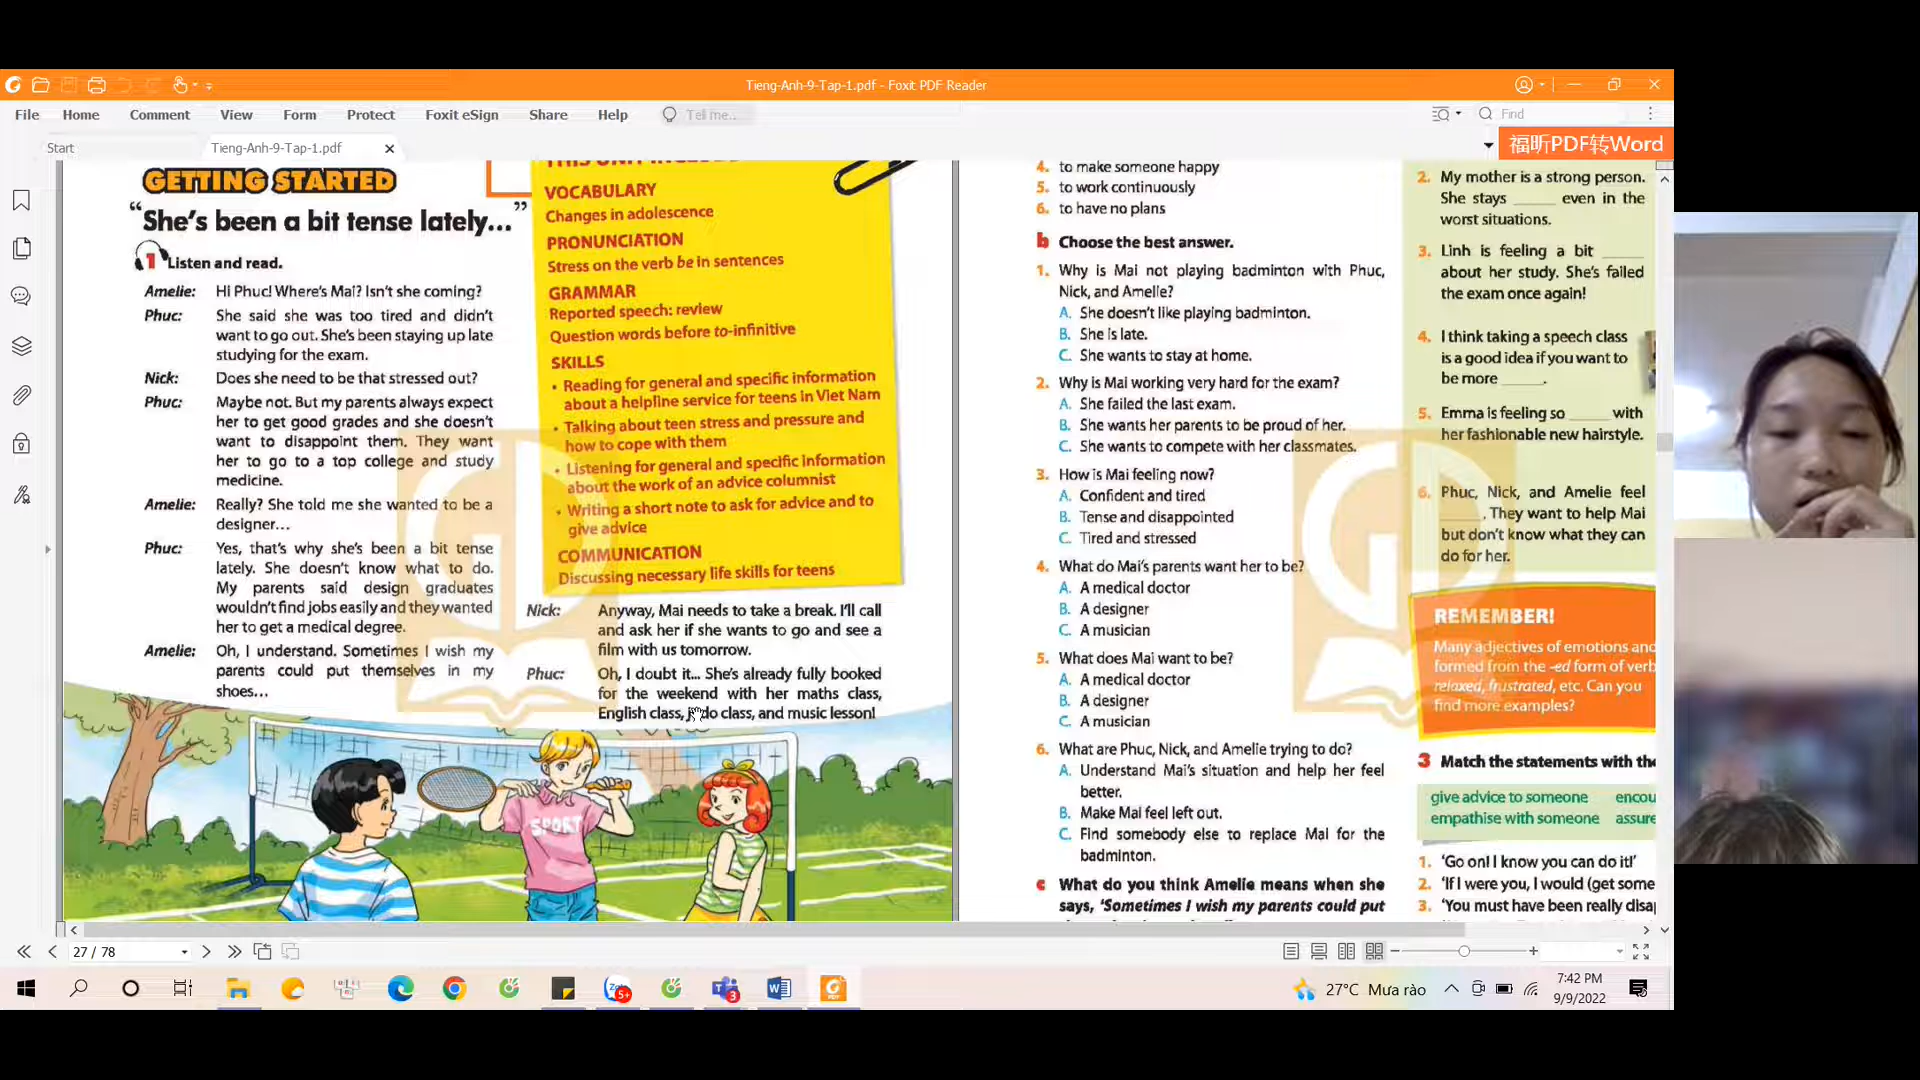 Tieng-Anh-9-Tap-1.pdf - Foxit PDF Reader
File Home Comment View Form Protect Foxit eSign Share Help Tell me... Find
Start Tieng-Anh-9-Tap-1.pdf
福昕PDF转Word
GETTING STARTED
“She’s been a bit tense lately...”
1 Listen and read.
Amelie: Hi Phuc! Where’s Mai? Isn’t she coming?
Phuc: She said she was too tired and didn’t
want to go out. She’s been staying up late
studying for the exam.
Nick: Does she need to be that stressed out?
Phuc: Maybe not. But my parents always expect
her to get good grades and she doesn’t
want to disappoint them. They want
her to go to a top college and study
medicine.
Amelie: Really? She told me she wanted to be a
designer...
Phuc: Yes, that’s why she’s been a bit tense
lately. She doesn’t know what to do.
My parents said design graduates
wouldn’t find jobs easily and they wanted
her to get a medical degree.
Amelie: Oh, I understand. Sometimes I wish my
parents could put themselves in my
shoes...
VOCABULARY
Changes in adolescence
PRONUNCIATION
Stress on the verb be in sentences
GRAMMAR
Reported speech: review
Question words before to-infinitive
SKILLS
• Reading for general and specific information
about a helpline service for teens in Viet Nam
• Talking about teen stress and pressure and
how to cope with them
• Listening for general and specific information
about the work of an advice columnist
• Writing a short note to ask for advice and to
give advice
COMMUNICATION
Discussing necessary life skills for teens
Nick: Anyway, Mai needs to take a break. I’ll call
and ask her if she wants to go and see a
film with us tomorrow.
Phuc: Oh, I doubt it... She’s already fully booked
for the weekend with her maths class,
English class, judo class, and music lesson!
SPORT
4. to make someone happy
5. to work continuously
6. to have no plans
b Choose the best answer.
1. Why is Mai not playing badminton with Phuc,
Nick, and Amelie?
A. She doesn’t like playing badminton.
B. She is late.
C. She wants to stay at home.
2. Why is Mai working very hard for the exam?
A. She failed the last exam.
B. She wants her parents to be proud of her.
C. She wants to compete with her classmates.
3. How is Mai feeling now?
A. Confident and tired
B. Tense and disappointed
C. Tired and stressed
4. What do Mai’s parents want her to be?
A. A medical doctor
B. A designer
C. A musician
5. What does Mai want to be?
A. A medical doctor
B. A designer
C. A musician
6. What are Phuc, Nick, and Amelie trying to do?
A. Understand Mai’s situation and help her feel
better.
B. Make Mai feel left out.
C. Find somebody else to replace Mai for the
badminton.
c What do you think Amelie means when she
says, ‘Sometimes I wish my parents could put
2. My mother is a strong person.
She stays _____ even in the
worst situations.
3. Linh is feeling a bit _____
about her study. She’s failed
the exam once again!
4. I think taking a speech class
is a good idea if you want to
be more _____.
5. Emma is feeling so _____ with
her fashionable new hairstyle.
6. Phuc, Nick, and Amelie feel
_____. They want to help Mai
but don’t know what they can
do for her.
REMEMBER!
Many adjectives of emotions and
formed from the -ed form of verb
relaxed, frustrated, etc. Can you
find more examples?
3 Match the statements with the
give advice to someone encou
empathise with someone assure
1. ‘Go on! I know you can do it!’
2. ‘If I were you, I would (get some
3. ‘You must have been really disap
27 / 78
27°C Mưa rào
7:42 PM
9/9/2022